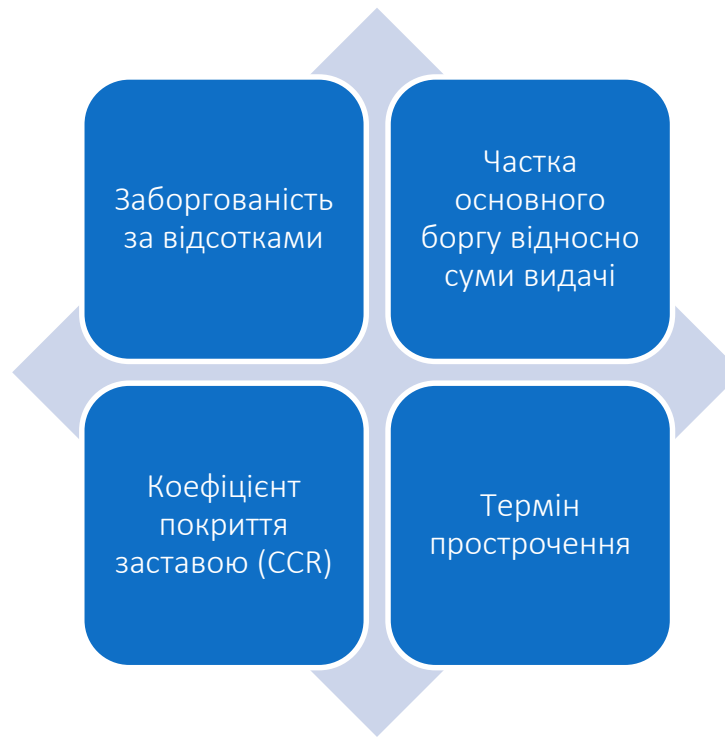 Заборгованість
за відсотками
Частка
основного
боргу відносно
суми видачі
Коефіцієнт
покриття
заставою (CCR)
Термін
прострочення